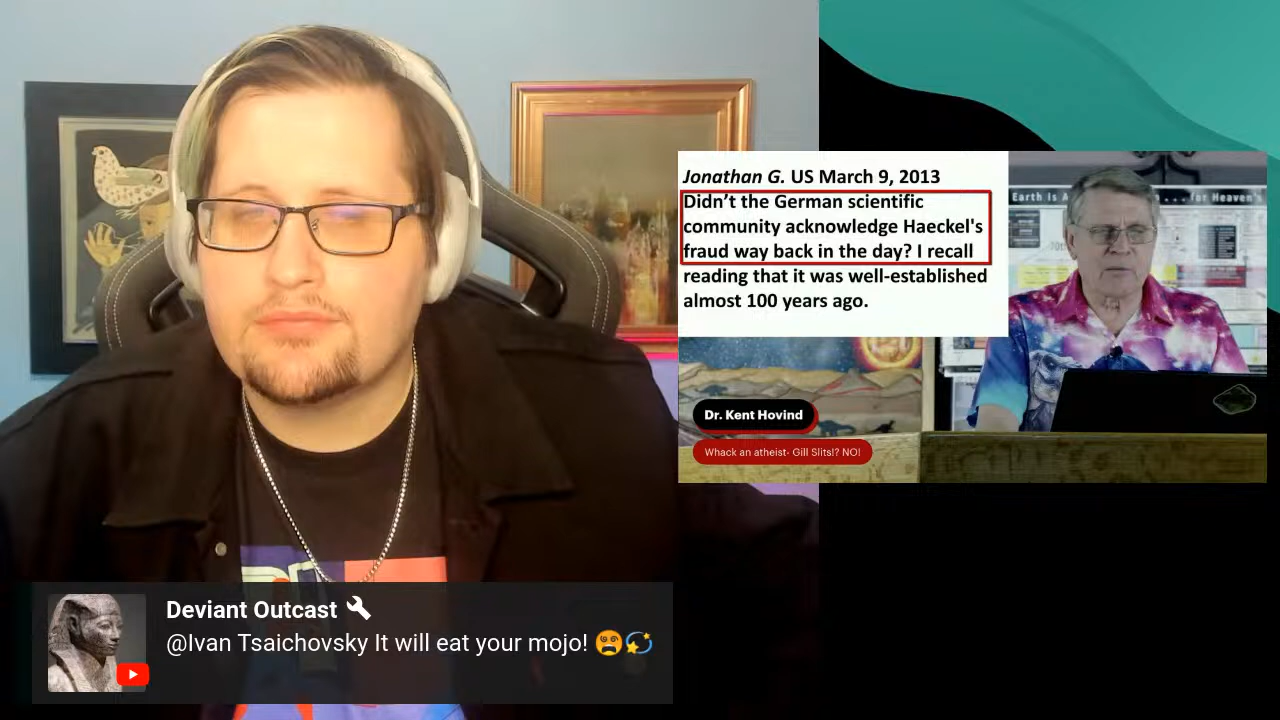 Jonathan G. US March 9, 2013
Didn’t the German scientific
community acknowledge Haeckel's
fraud way back in the day? I recall
reading that it was well-established
almost 100 years ago.
Earth is A
for Heaven's
Dr. Kent Hovind
Whack an atheist- Gill Slits!? NO!
Deviant Outcast
@Ivan Tsaichovsky It will eat your mojo!